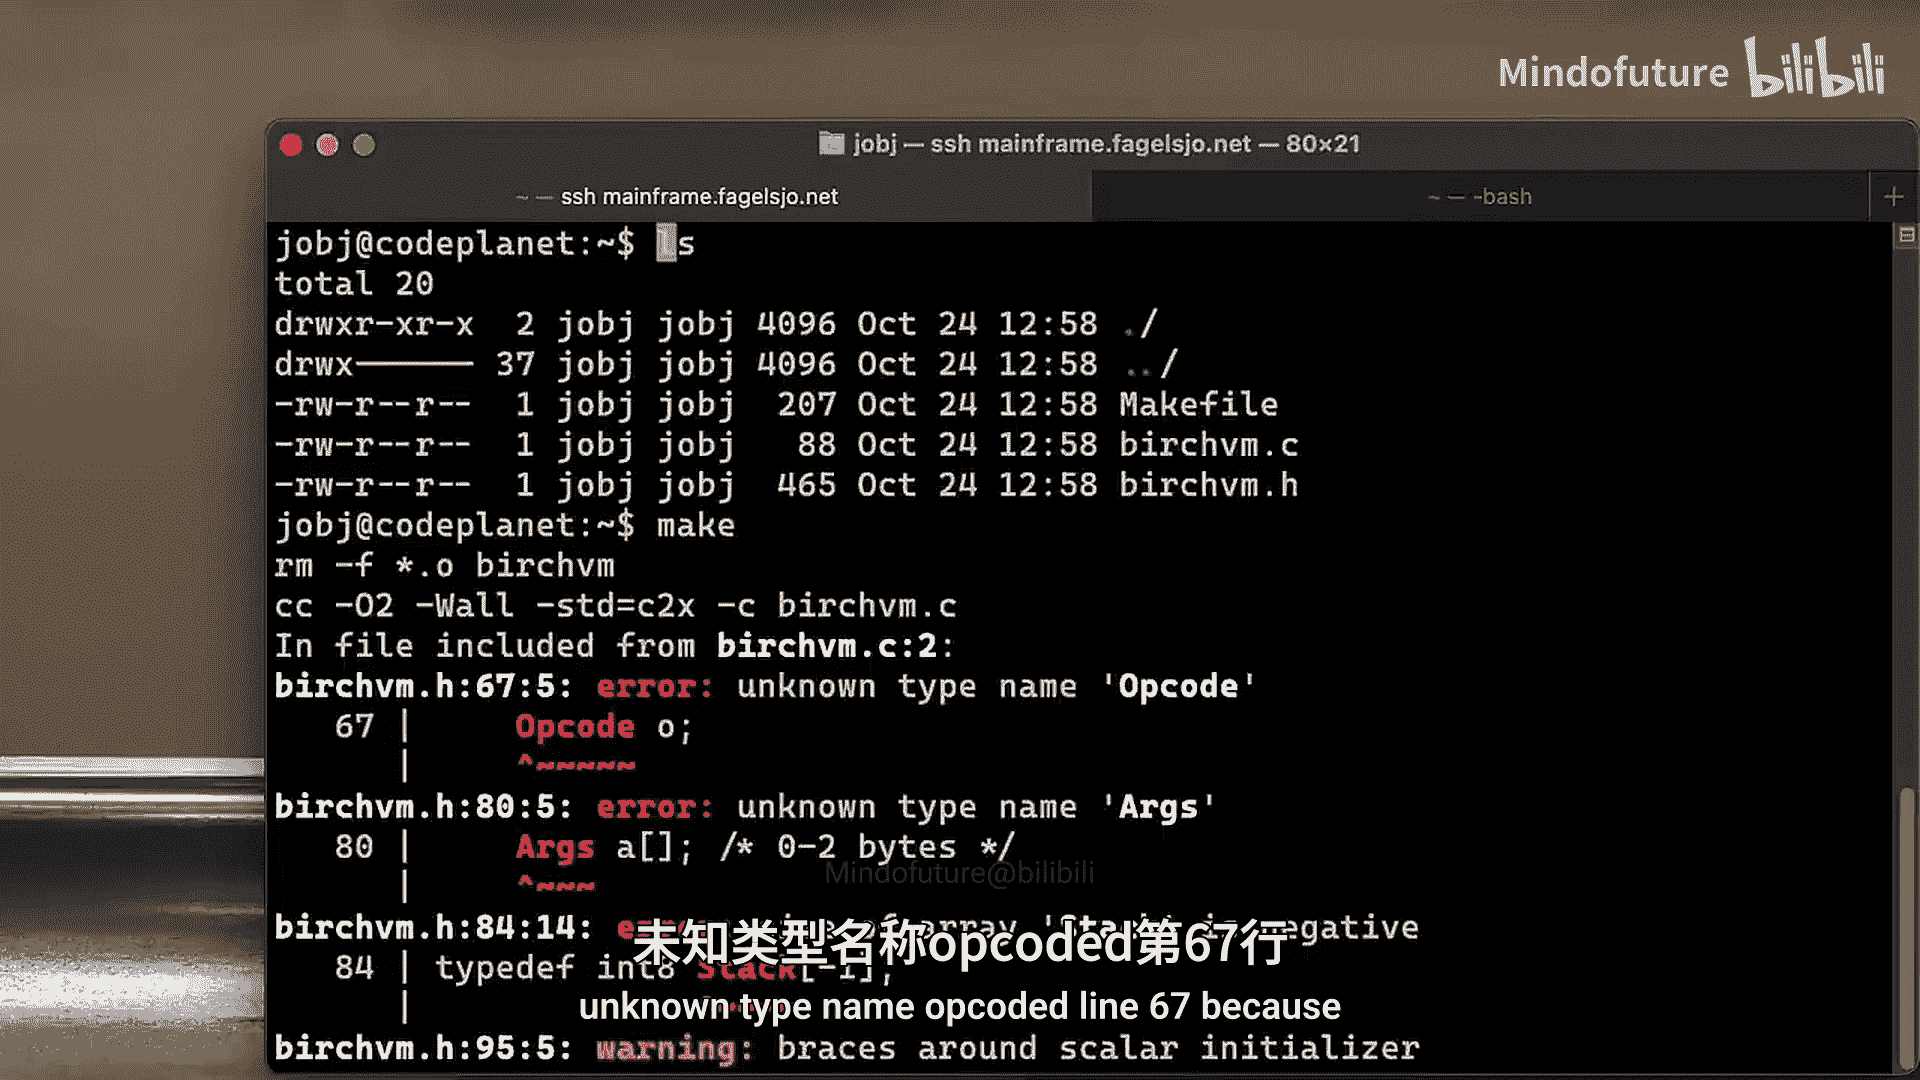 Mindofuture bilibili
jobj — ssh mainframe.fagelsjo.net — 80×21
~ — ssh mainframe.fagelsjo.net
~ — -bash
+
jobj@codeplanet:~$ ls
total 20
drwxr-xr-x 2 jobj jobj 4096 Oct 24 12:58 ./
drwx------ 37 jobj jobj 4096 Oct 24 12:58 ../
-rw-r--r-- 1 jobj jobj 207 Oct 24 12:58 Makefile
-rw-r--r-- 1 jobj jobj 88 Oct 24 12:58 birchvm.c
-rw-r--r-- 1 jobj jobj 465 Oct 24 12:58 birchvm.h
jobj@codeplanet:~$ make
rm -f *.o birchvm
cc -O2 -Wall -std=c2x -c birchvm.c
In file included from birchvm.c:2:
birchvm.h:67:5: error: unknown type name 'Opcode'
67 | Opcode o;
| ^~~~~~
birchvm.h:80:5: error: unknown type name 'Args'
80 | Args a[]; /* 0-2 bytes */
| ^~~~
Mindofuture@bilibili
birchvm.h:84:14: array negative
未知类型名称opcoded第67行
84 | typedef int8 Stack[-1];
|
unknown type name opcoded line 67 because
birchvm.h:95:5: warning: braces around scalar initializer